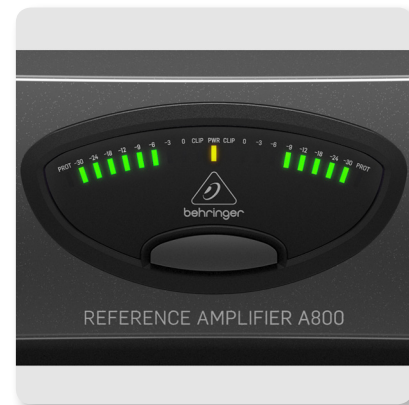 PROT -30 -24 -18 -12 -9 -6 -3 0 CLIP PWR CLIP 0 -3 -6 -9 -12 -18 -24 -30 PROT
behringer
REFERENCE AMPLIFIER A800